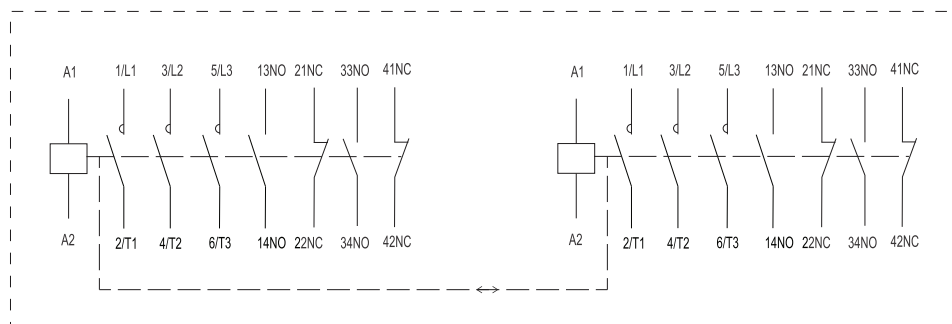 A1 1/L1 3/L2 5/L3 13NO 21NC 33NO 41NC A1 1/L1 3/L2 5/L3 13NO 21NC 33NO 41NC
A2 2/T1 4/T2 6/T3 14NO 22NC 34NO 42NC A2 2/T1 4/T2 6/T3 14NO 22NC 34NO 42NC